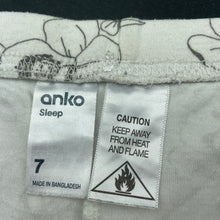 anko
Sleep
7
MADE IN BANGLADESH
CAUTION
KEEP AWAY
FROM HEAT
AND FLAME